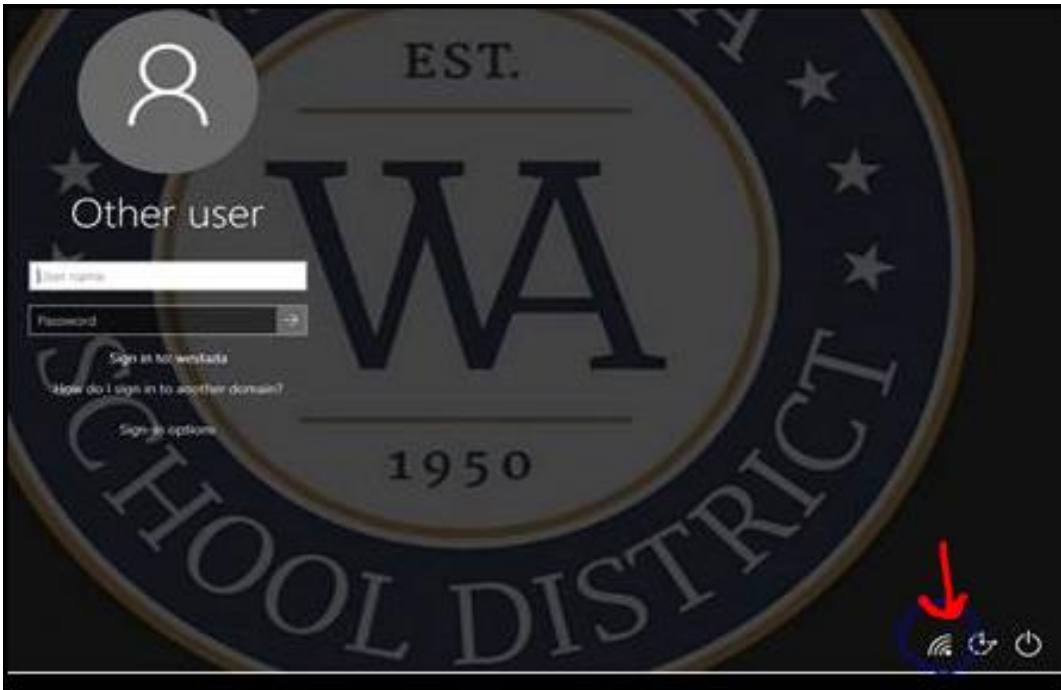 EST.
WA
1950
SCHOOL DISTRICT
Other user
User name
Password
Sign in to: westada
How do I sign in to another domain?
Sign-in options